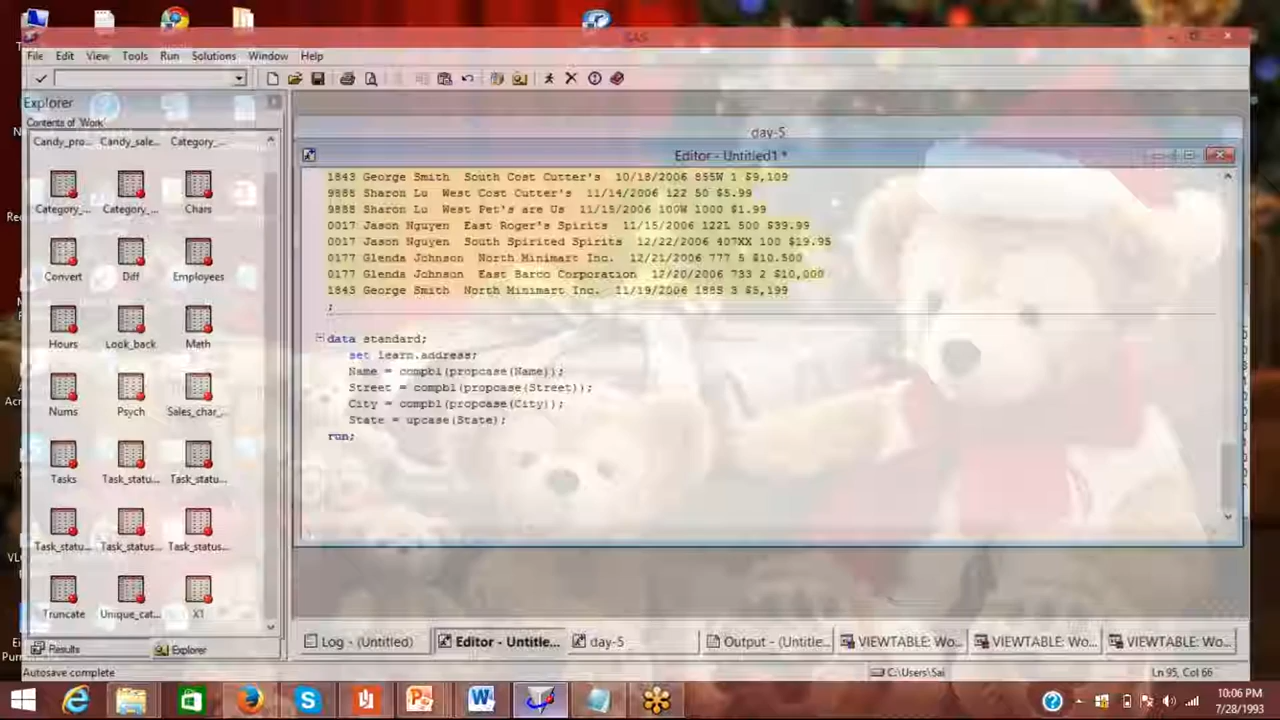 SAS
File Edit View Tools Run Solutions Window Help
Explorer
Contents of 'Work'
Candy_pro... Candy_sale... Category_...
Category_... Category_... Chars
Convert Diff Employees
Hours Look_back Math
Nums Psych Sales_char_...
Tasks Task_statu... Task_statu...
Task_statu... Task_status... Task_status...
Truncate Unique_cat... X1
Results Explorer
day-5
Editor - Untitled1 *
1843 George Smith South Cost Cutter's 10/18/2006 855W 1 $9,109
9888 Sharon Lu West Cost Cutter's 11/14/2006 122 50 $5.99
9888 Sharon Lu West Pet's are Us 11/15/2006 100W 1000 $1.99
0017 Jason Nguyen East Roger's Spirits 11/15/2006 122L 500 $39.99
0017 Jason Nguyen South Spirited Spirits 12/22/2006 407XX 100 $19.95
0177 Glenda Johnson North Minimart Inc. 12/21/2006 777 5 $10.500
0177 Glenda Johnson East Barco Corporation 12/20/2006 733 2 $10,000
1843 George Smith North Minimart Inc. 11/19/2006 188S 3 $5,199
;
data standard;
set learn.address;
Name = compbl(propcase(Name));
Street = compbl(propcase(Street));
City = compbl(propcase(City));
State = upcase(State);
run;
Log - (Untitled) Editor - Untitle... day-5 Output - (Untitle... VIEWTABLE: Wo... VIEWTABLE: Wo... VIEWTABLE: Wo...
Autosave complete C:\Users\Sai Ln 95, Col 66
10:06 PM
7/28/1993